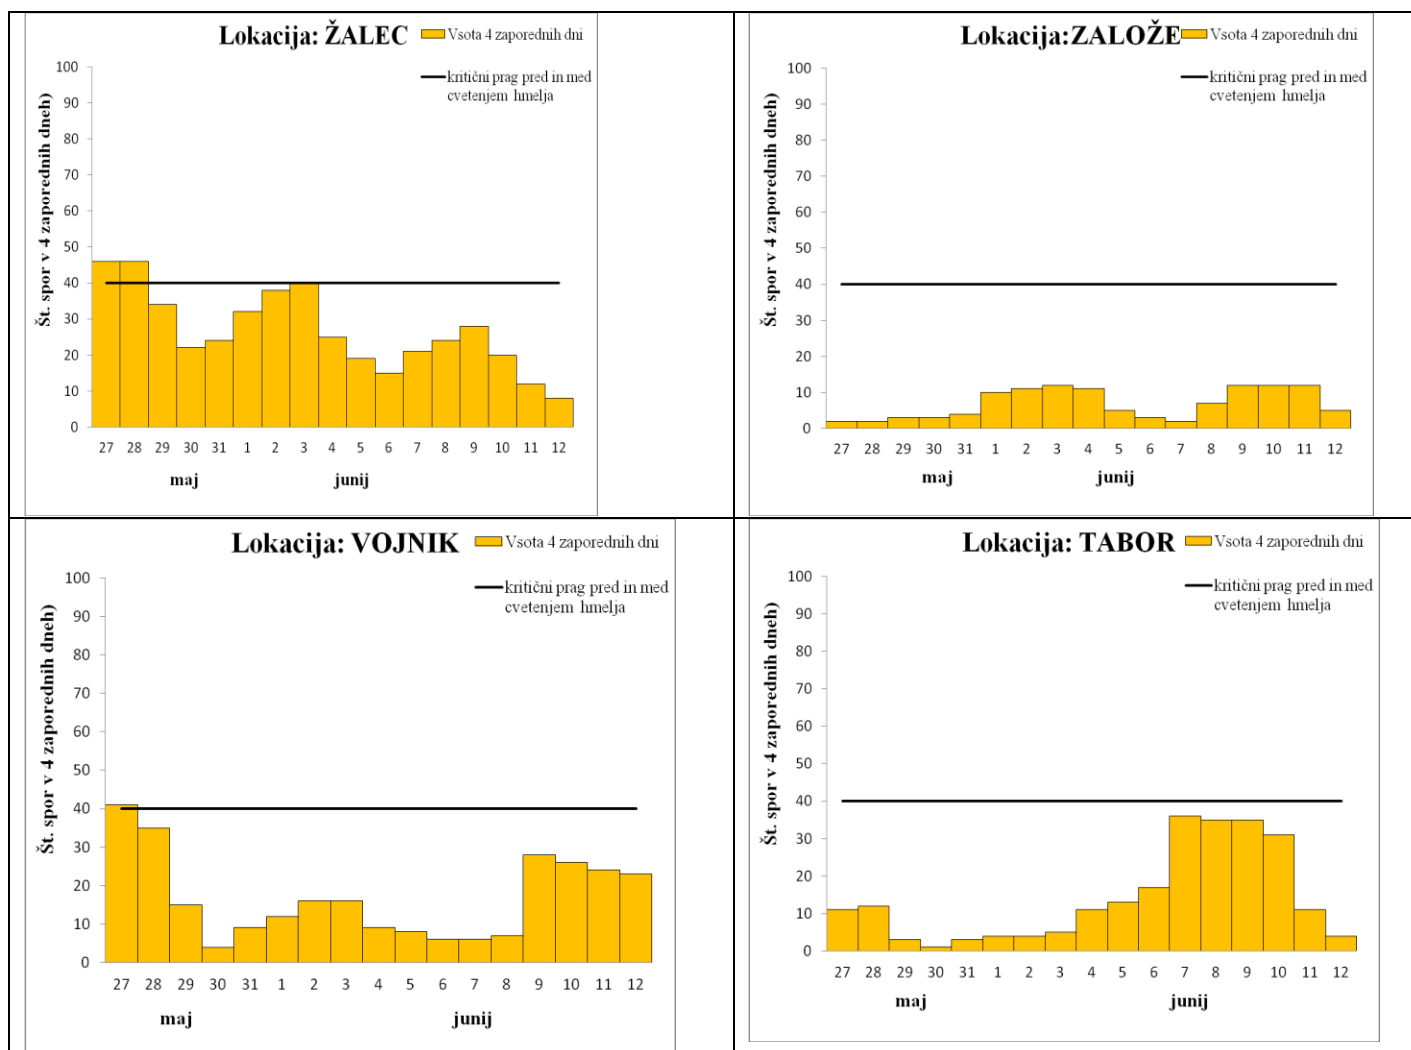 Lokacija: ŽALEC
Vsota 4 zaporednih dni
kritični prag pred in med
cvetenjem hmelja
Št. spor v 4 zaporednih dneh)
100
90
80
70
60
50
40
30
20
10
0
27 28 29 30 31 1 2 3 4 5 6 7 8 9 10 11 12
maj junij
Lokacija:ZALOŽE
Vsota 4 zaporednih dni
kritični prag pred in med
cvetenjem hmelja
Št. spor v 4 zaporednih dneh)
100
90
80
70
60
50
40
30
20
10
0
27 28 29 30 31 1 2 3 4 5 6 7 8 9 10 11 12
maj junij
Lokacija: VOJNIK
Vsota 4 zaporednih dni
kritični prag pred in med
cvetenjem hmelja
Št. spor v 4 zaporednih dneh)
100
90
80
70
60
50
40
30
20
10
0
27 28 29 30 31 1 2 3 4 5 6 7 8 9 10 11 12
maj junij
Lokacija: TABOR
Vsota 4 zaporednih dni
kritični prag pred in med
cvetenjem hmelja
Št. spor v 4 zaporednih dneh)
100
90
80
70
60
50
40
30
20
10
0
27 28 29 30 31 1 2 3 4 5 6 7 8 9 10 11 12
maj junij